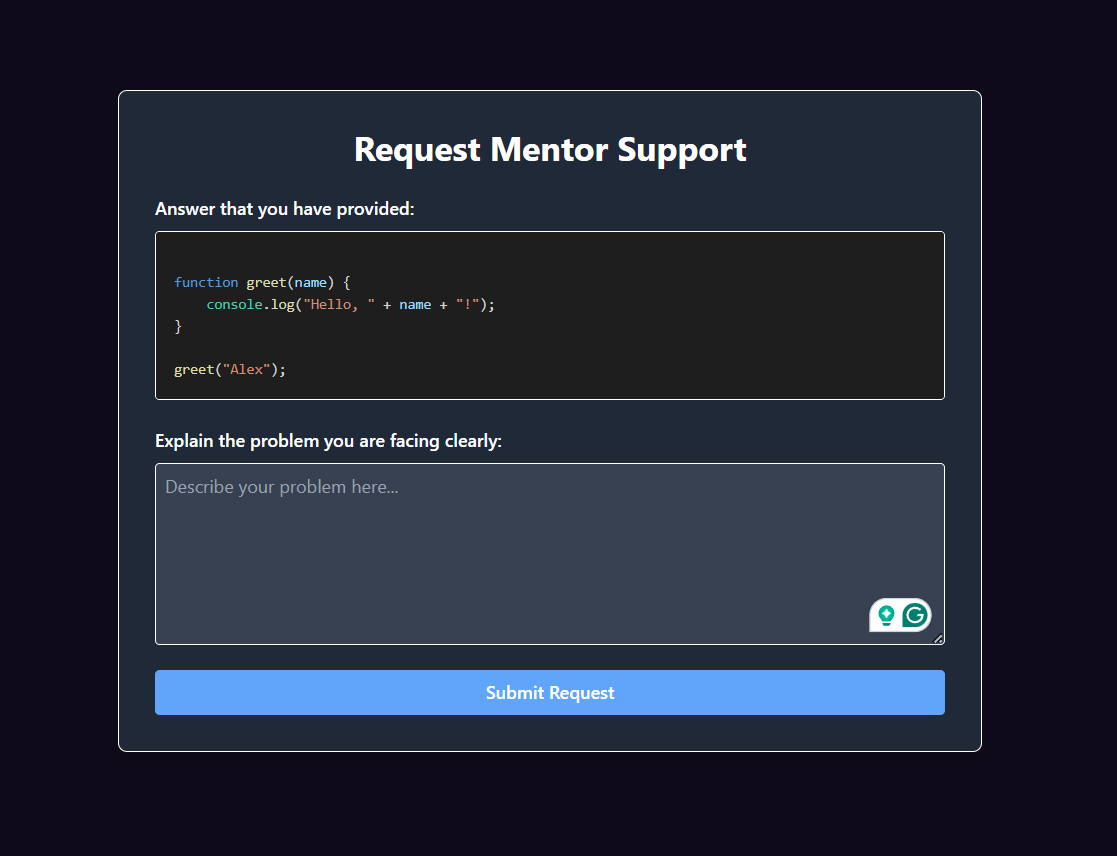 Request Mentor Support
Answer that you have provided:
function greet(name) {
    console.log("Hello, " + name + "!");
}
greet("Alex");
Explain the problem you are facing clearly:
Describe your problem here...
Submit Request